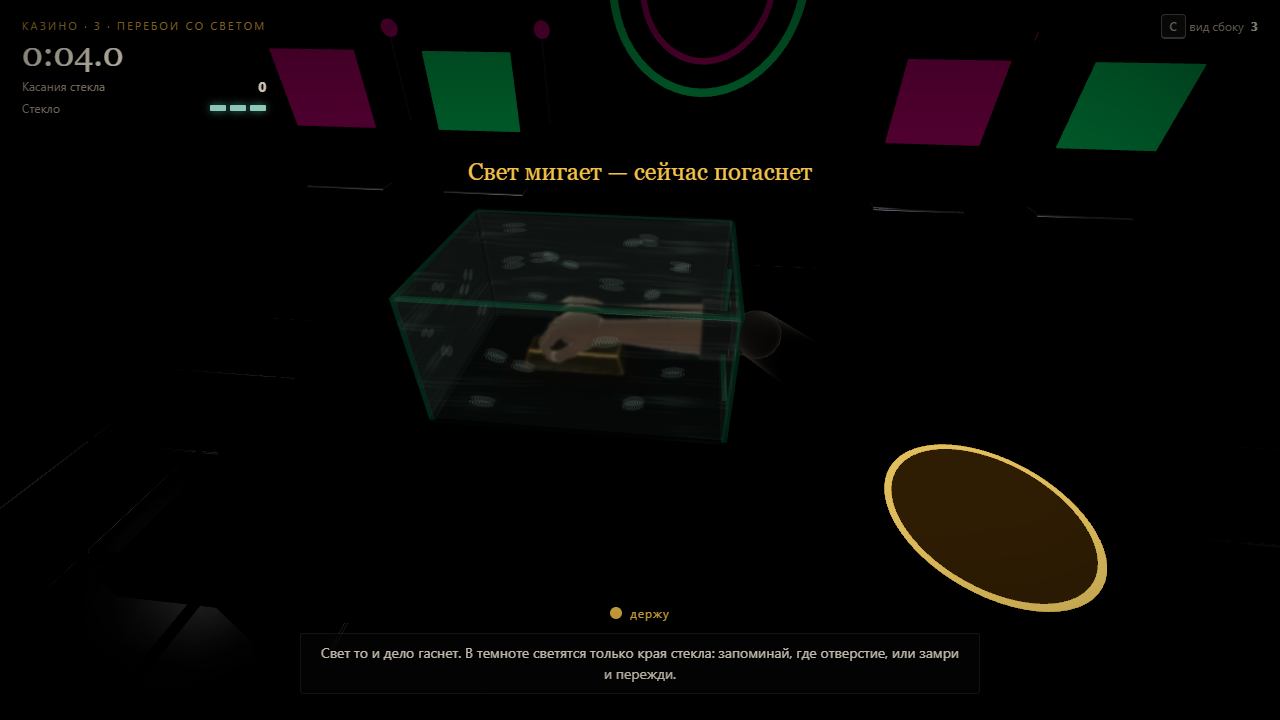 КАЗИНО · 3 · ПЕРЕБОИ СО СВЕТОМ
0:04.0
Касания стекла 0
Стекло
C вид сбоку 3
Свет мигает — сейчас погаснет
держу
Свет то и дело гаснет. В темноте светятся только края стекла: запоминай, где отверстие, или замри
и пережди.